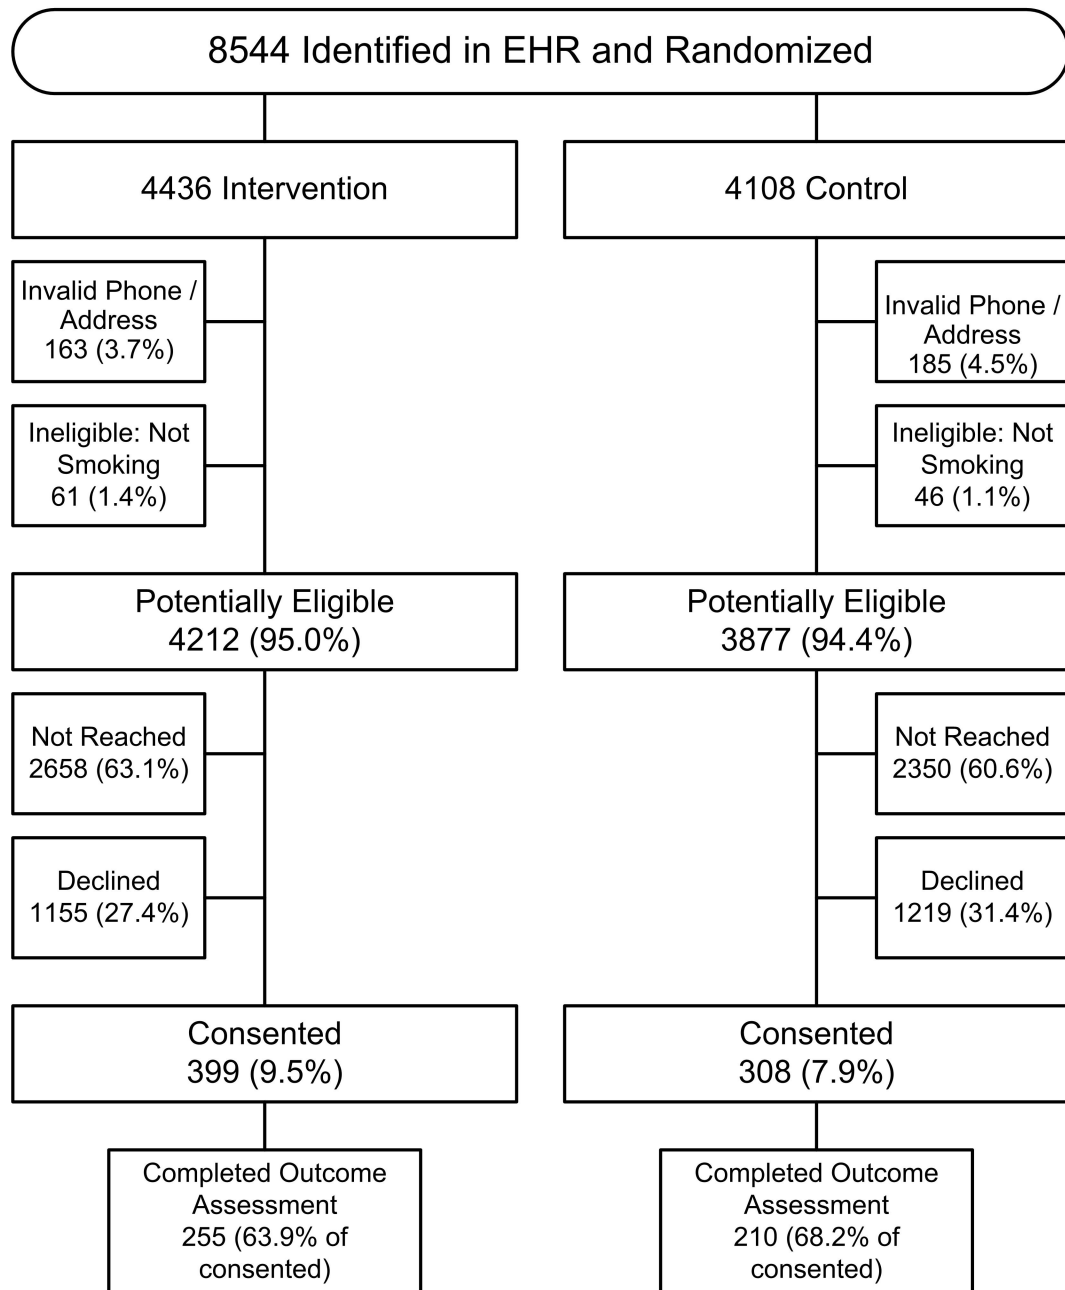 8544 Identified in EHR and Randomized
4436 Intervention
4108 Control
Invalid Phone /
Address
163 (3.7%)
Invalid Phone /
Address
185 (4.5%)
Ineligible: Not
Smoking
61 (1.4%)
Ineligible: Not
Smoking
46 (1.1%)
Potentially Eligible
4212 (95.0%)
Potentially Eligible
3877 (94.4%)
Not Reached
2658 (63.1%)
Not Reached
2350 (60.6%)
Declined
1155 (27.4%)
Declined
1219 (31.4%)
Consented
399 (9.5%)
Consented
308 (7.9%)
Completed Outcome
Assessment
255 (63.9% of
consented)
Completed Outcome
Assessment
210 (68.2% of
consented)